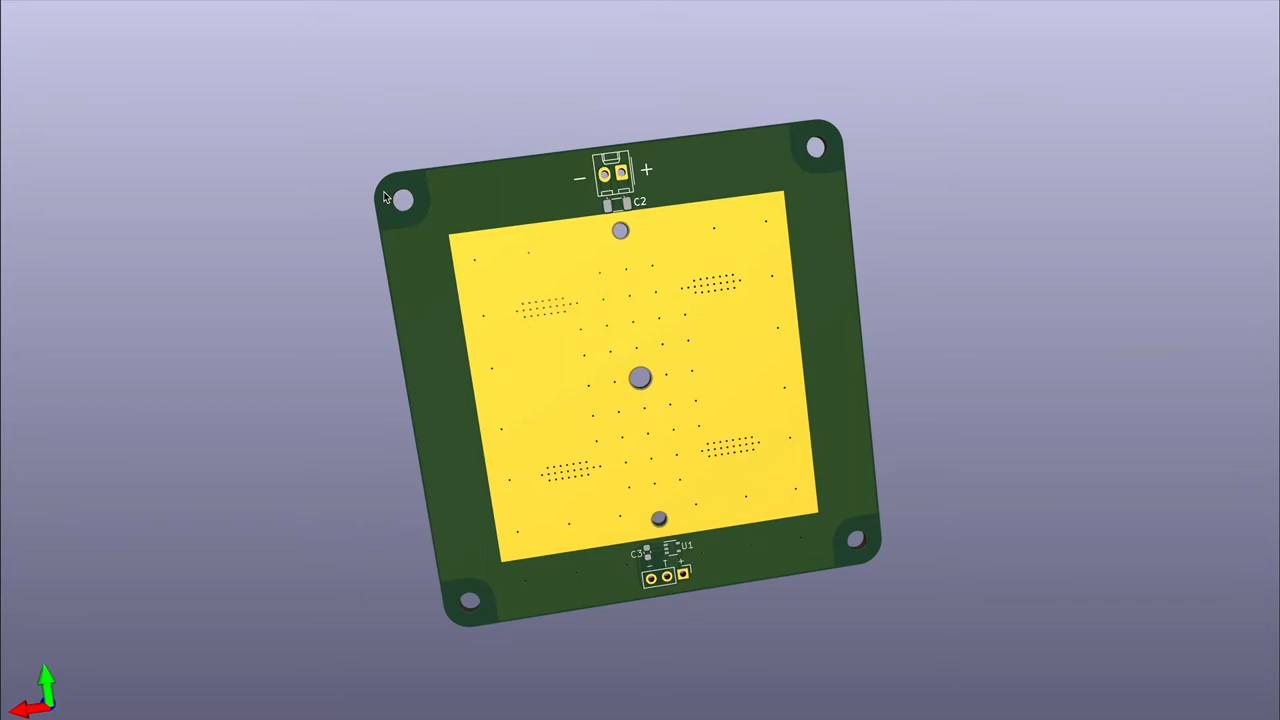 − +
C2
C3 U1
− T +